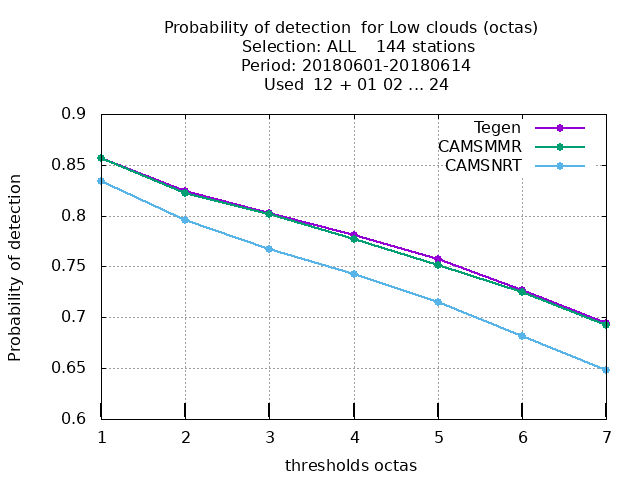 Probability of detection  for Low clouds (octas)
Selection: ALL    144 stations
Period: 20180601-20180614
Used  12 + 01 02 ... 24
Probability of detection
0.9
0.85
0.8
0.75
0.7
0.65
0.6
Tegen
CAMSMMR
CAMSNRT
1 2 3 4 5 6 7
thresholds octas